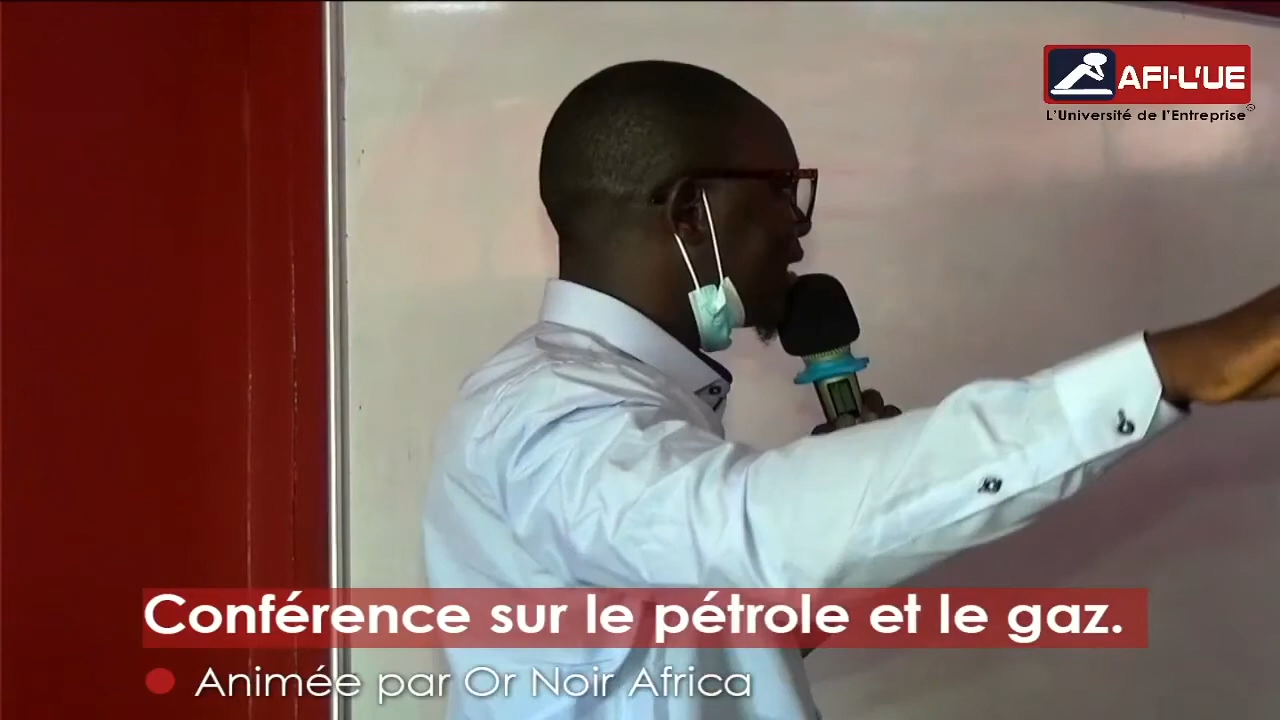 AFI-L'UE
L'Université de l'Entreprise
Conférence sur le pétrole et le gaz.
Animée par Or Noir Africa